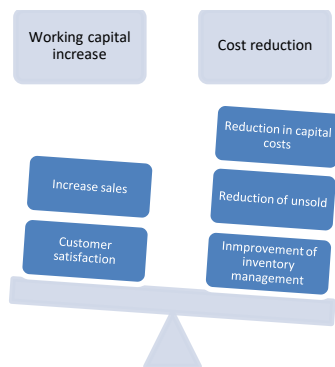 Working capital
increase
Cost reduction
Reduction in capital
costs
Increase sales
Reduction of unsold
Customer
satisfaction
Inmprovement of
inventory
management